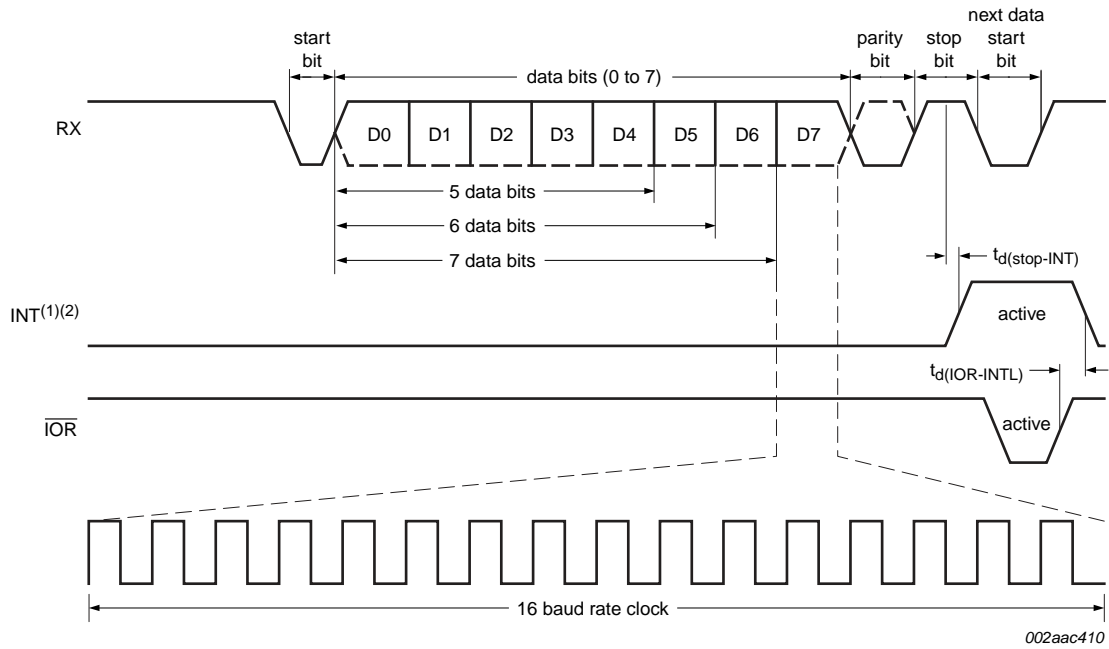 start
bit
data bits (0 to 7)
parity
bit
stop
bit
next data
start
bit
RX
D0
D1
D2
D3
D4
D5
D6
D7
5 data bits
6 data bits
7 data bits
td(stop-INT)
INT(1)(2)
active
td(IOR-INTL)
IOR
active
16 baud rate clock
002aac410